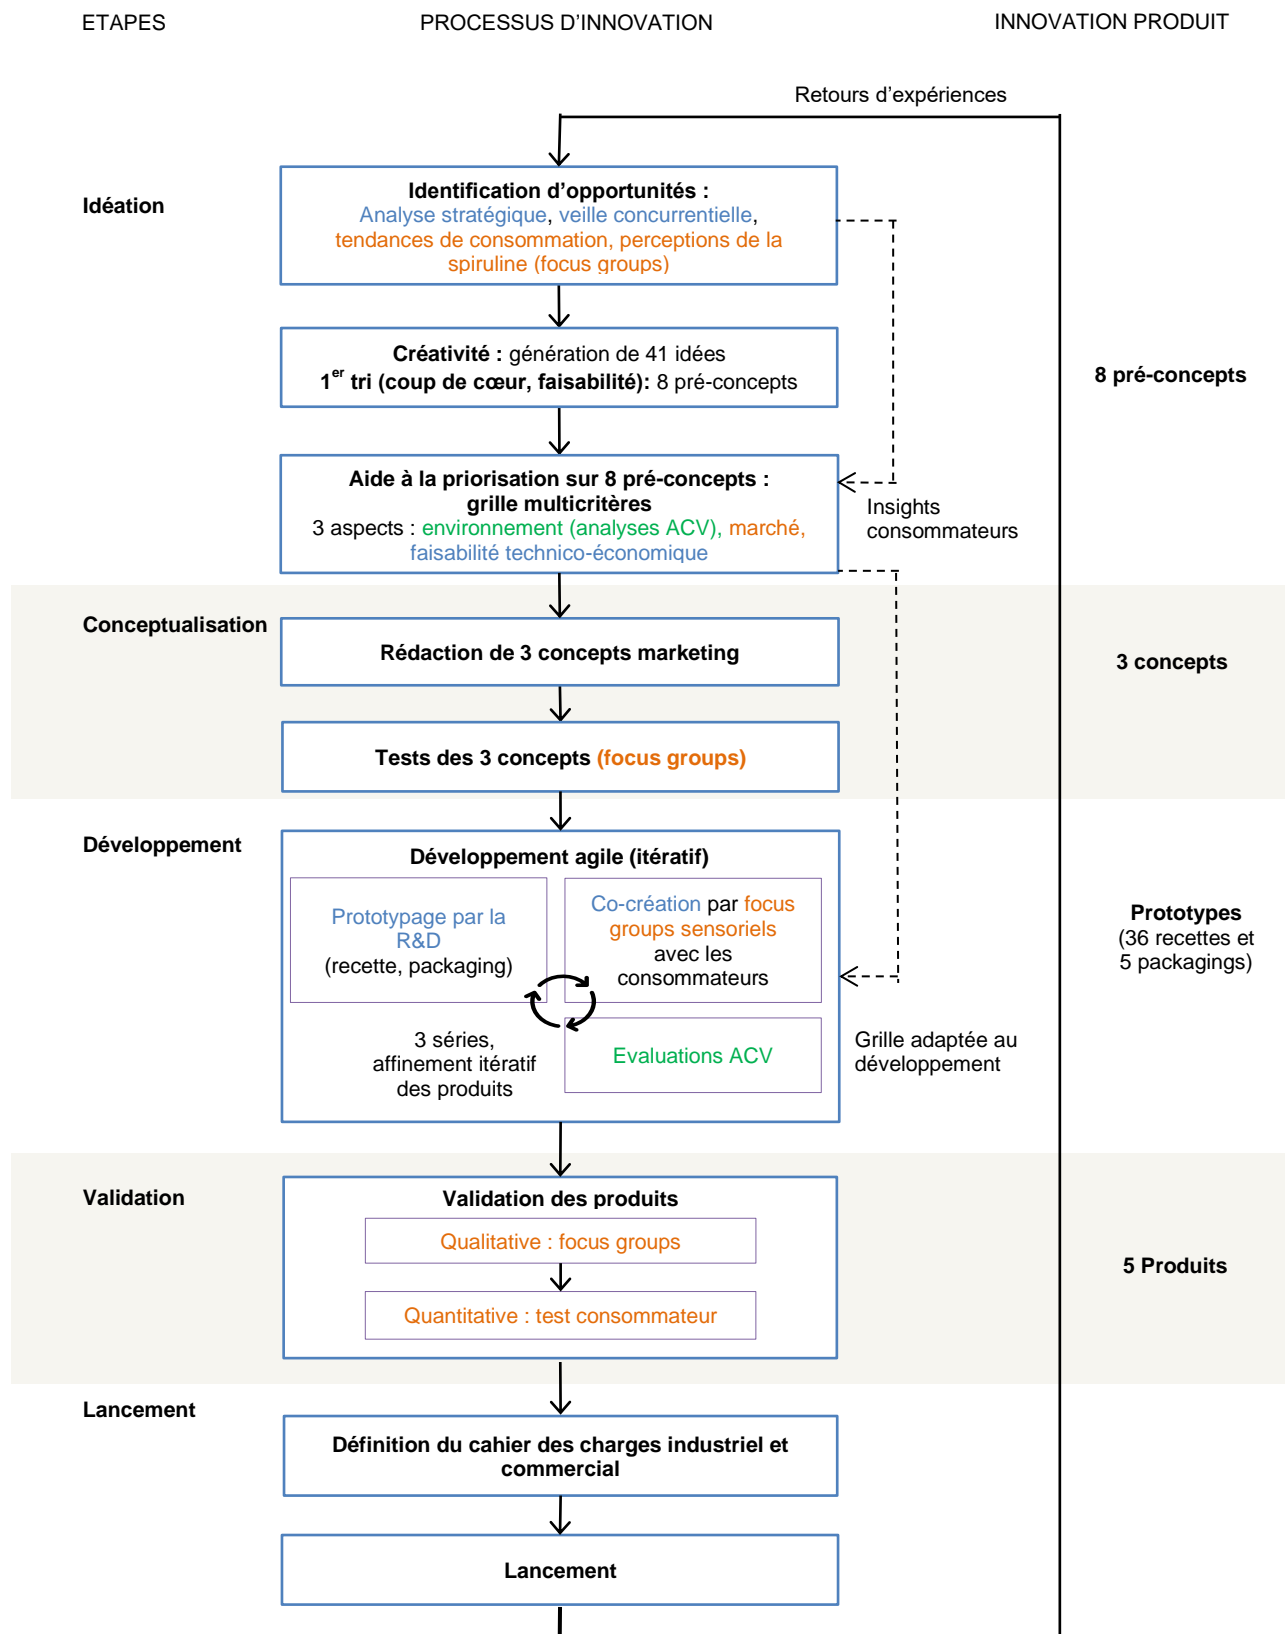 ETAPES
PROCESSUS D’INNOVATION
INNOVATION PRODUIT
Retours d’expériences
Idéation
Identification d’opportunités :
Analyse stratégique, veille concurrentielle,
tendances de consommation, perceptions de la
spiruline (focus groups)
Créativité : génération de 41 idées
1er tri (coup de cœur, faisabilité): 8 pré-concepts
8 pré-concepts
Aide à la priorisation sur 8 pré-concepts :
grille multicritères
3 aspects : environnement (analyses ACV), marché,
faisabilité technico-économique
Insights
consommateurs
Conceptualisation
Rédaction de 3 concepts marketing
3 concepts
Tests des 3 concepts (focus groups)
Développement
Développement agile (itératif)
Prototypage par la
R&D
(recette, packaging)
Co-création par focus
groups sensoriels
avec les
consommateurs
Prototypes
(36 recettes et
5 packagings)
3 séries,
affinement itératif
des produits
Evaluations ACV
Grille adaptée au
développement
Validation
Validation des produits
Qualitative : focus groups
Quantitative : test consommateur
5 Produits
Lancement
Définition du cahier des charges industriel et
commercial
Lancement